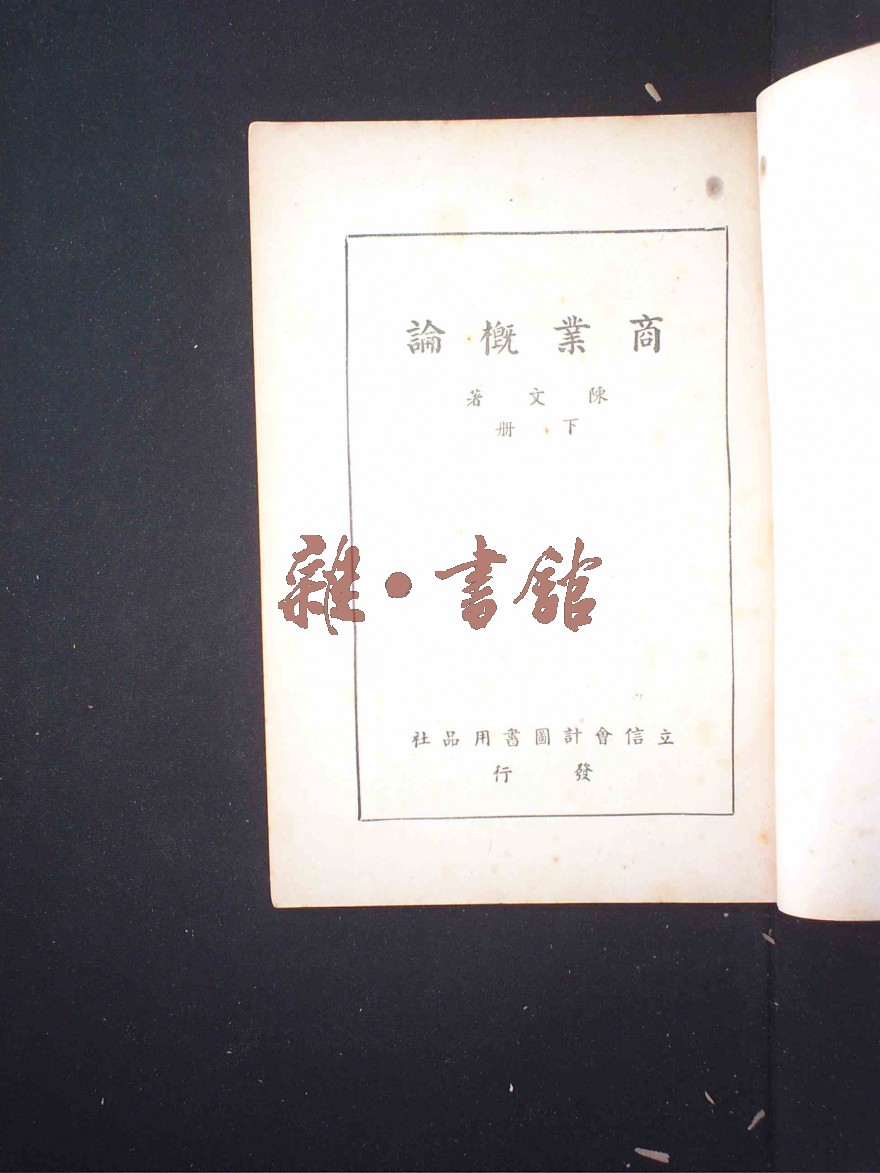 商業概論
陳文著
下册
雜·書館
立信會計圖書用品社
發行